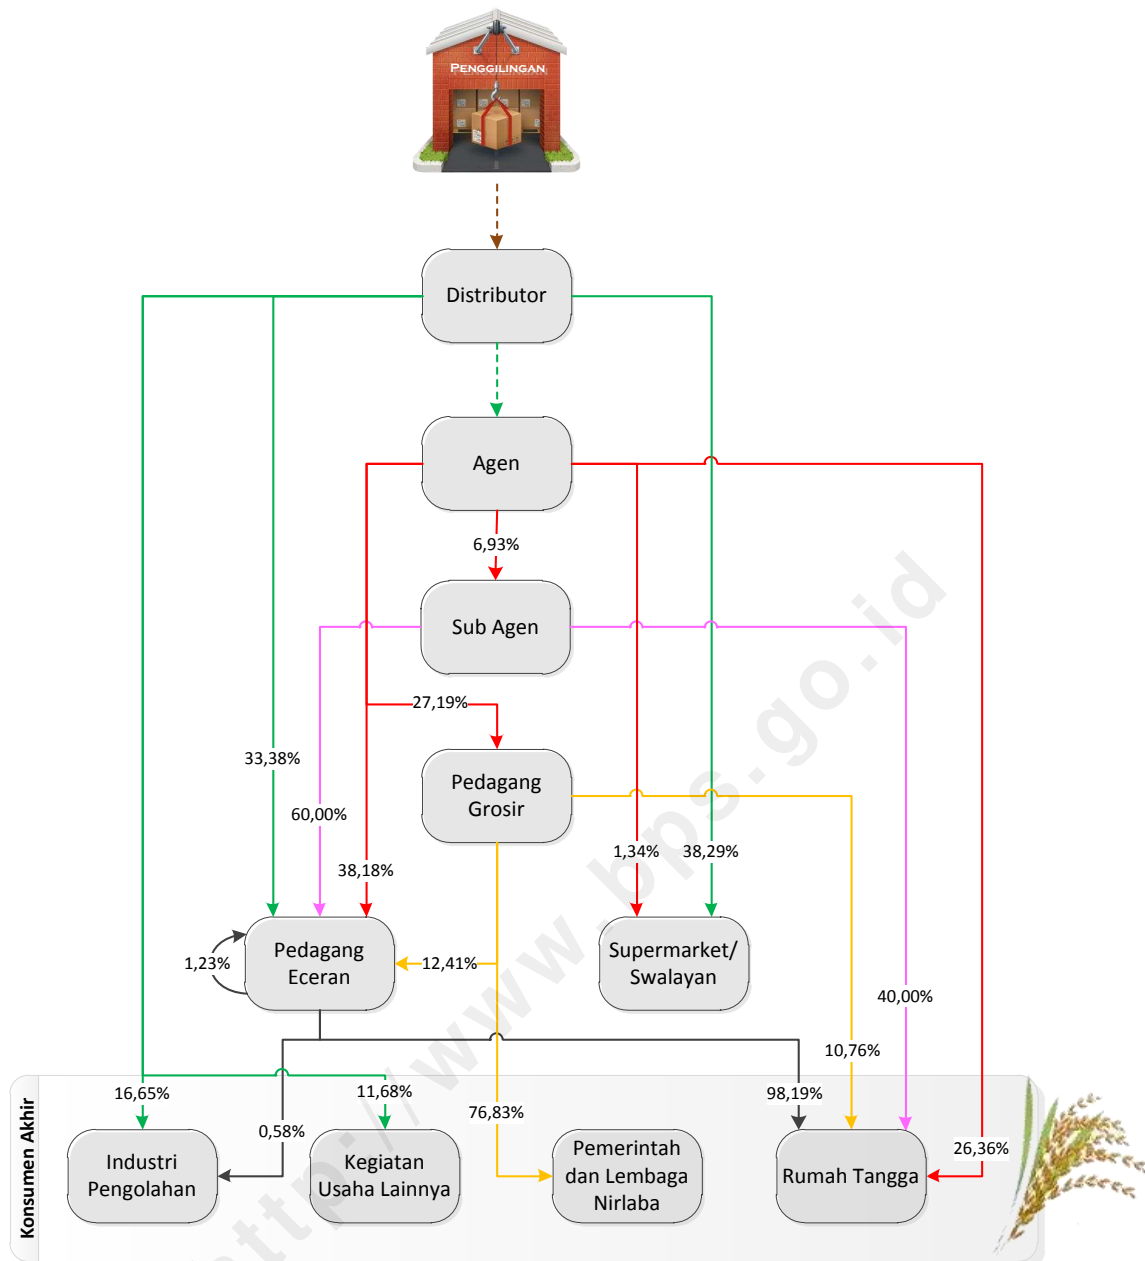 PENGGILINGAN
Distributor
Agen
6,93%
Sub Agen
27,19%
33,38%
Pedagang
Grosir
60,00%
38,18%
1,34%
38,29%
Pedagang
Eceran
1,23%
12,41%
Supermarket/
Swalayan
40,00%
10,76%
16,65%
11,68%
76,83%
98,19%
0,58%
26,36%
Konsumen Akhir
Industri
Pengolahan
Kegiatan
Usaha Lainnya
Pemerintah
dan Lembaga
Nirlaba
Rumah Tangga
http://www.bps.go.id